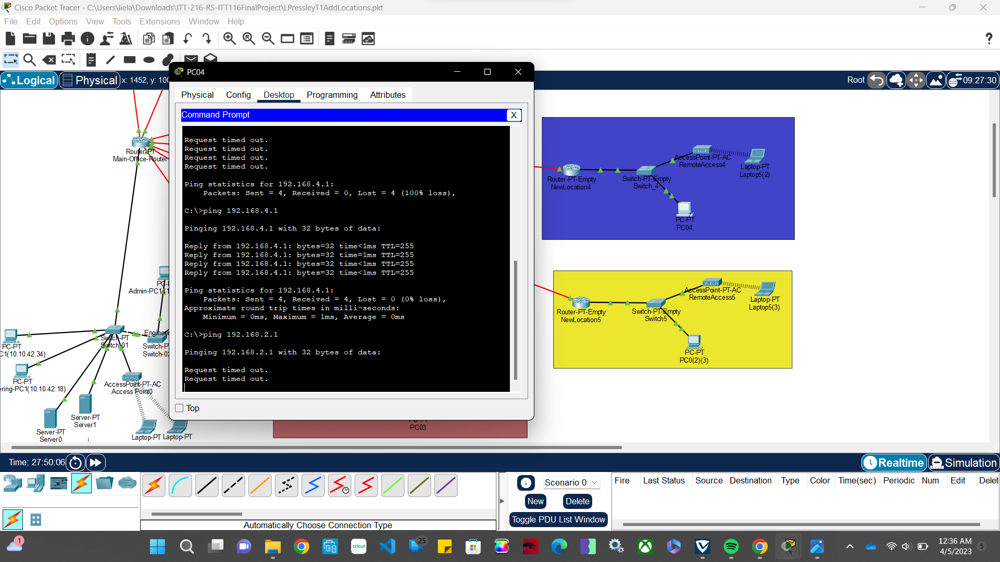 Cisco Packet Tracer - C:\Users\liela\Downloads\ITT-216-RS-ITT116FinalProject\LPressleyT1AddLocations.pkt
File Edit Options View Tools Extensions Window Help
Logical Physical x: 1452, y: 100 Root 09:27:30
PC04
Physical Config Desktop Programming Attributes
Command Prompt X
Request timed out.
Request timed out.
Request timed out.
Request timed out.
Ping statistics for 192.168.4.1:
Packets: Sent = 4, Received = 0, Lost = 4 (100% loss),
C:\>ping 192.168.4.1
Pinging 192.168.4.1 with 32 bytes of data:
Reply from 192.168.4.1: bytes=32 time<1ms TTL=255
Reply from 192.168.4.1: bytes=32 time=1ms TTL=255
Reply from 192.168.4.1: bytes=32 time<1ms TTL=255
Reply from 192.168.4.1: bytes=32 time<1ms TTL=255
Ping statistics for 192.168.4.1:
Packets: Sent = 4, Received = 4, Lost = 0 (0% loss),
Approximate round trip times in milli-seconds:
Minimum = 0ms, Maximum = 1ms, Average = 0ms
C:\>ping 192.168.2.1
Pinging 192.168.2.1 with 32 bytes of data:
Request timed out.
Request timed out.
Top
Router-PT
Main-Office-Router
Admin-PC1(1
Enginee
Switch-PT
Switch-01
Switch-P
Switch-02
PC-PT
C1(10.10.42.34)
PC-PT
ering-PC1(10.10.42.18)
AccessPoint-PT-AC
Access Point0
Server-PT
Server1
Server-PT
Server0
Laptop-PT
Laptop-PT
PC03
AccessPoint-PT-AC
RemoteAccess4
Laptop-PT
Laptop5(2)
Router-PT-Empty
NewLocation4
Switch-PT-Empty
Switch_4
PC-PT
PC04
AccessPoint-PT-AC
RemoteAccess5
Laptop-PT
Laptop5(3)
Router-PT-Empty
NewLocation5
Switch-PT-Empty
Switch5
PC-PT
PC0(2)(3)
Time: 27:50:06 Realtime Simulation
Scenario 0
New Delete
Toggle PDU List Window
Fire Last Status Source Destination Type Color Time(sec) Periodic Num Edit Delet
Automatically Choose Connection Type
1
cricut
25
12:36 AM
4/5/2023
5